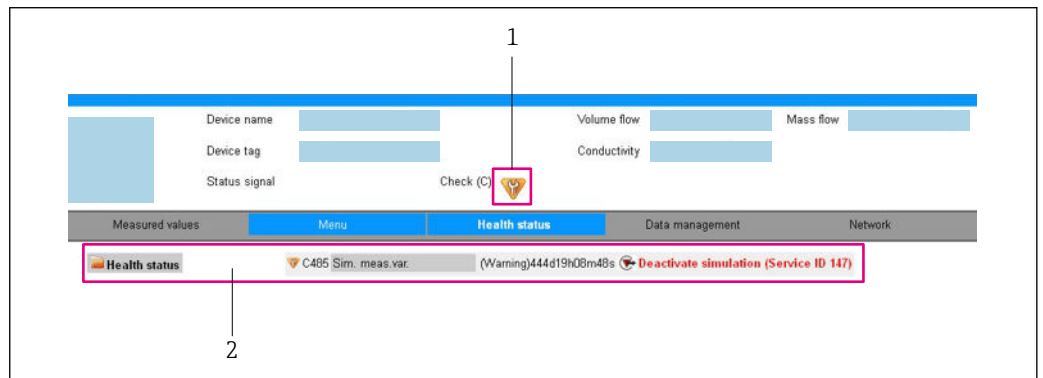 1
Device name Volume flow Mass flow
Device tag Conductivity
Status signal Check (C)
Measured values Menu Health status Data management Network
Health status C485 Sim. meas.var. (Warning)444d19h08m48s Deactivate simulation (Service ID 147)
2